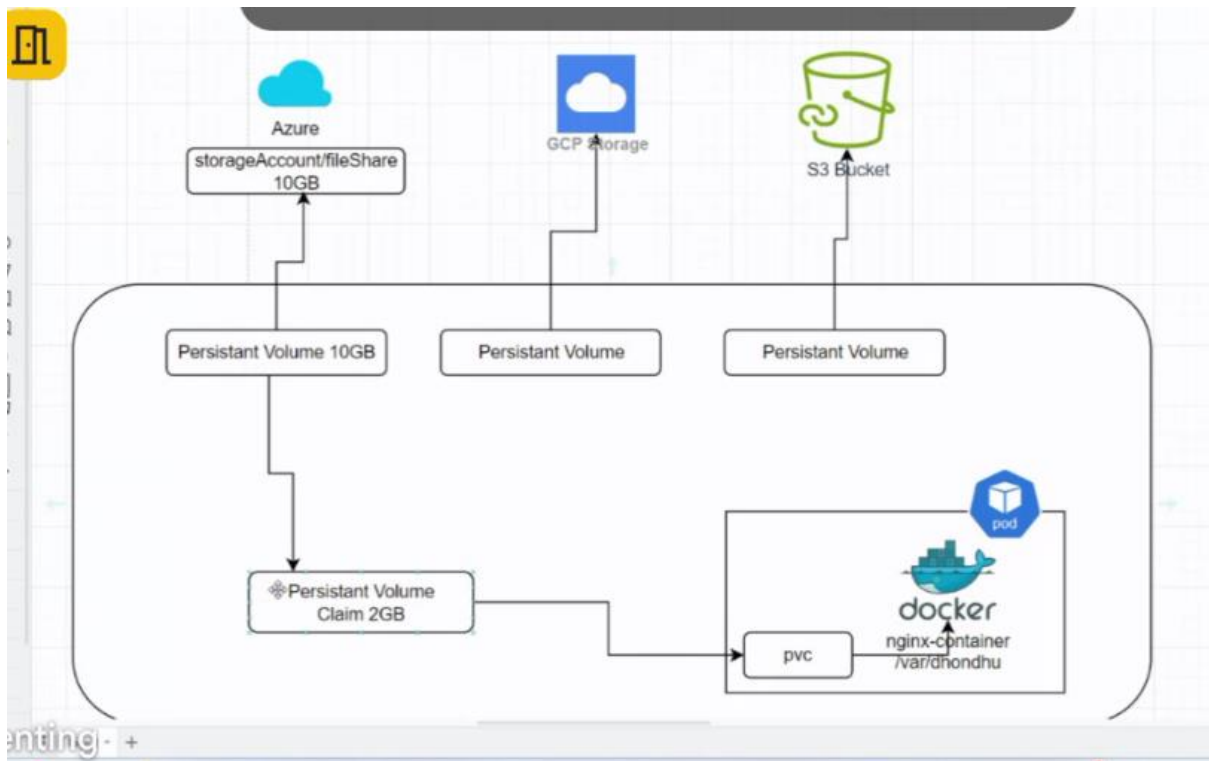 Azure
storageAccount/fileShare
10GB
GCP Storage
S3 Bucket
Persistant Volume 10GB
Persistant Volume
Persistant Volume
pod
Persistant Volume
Claim 2GB
docker
nginx-container
/var/dhondhu
pvc
enting